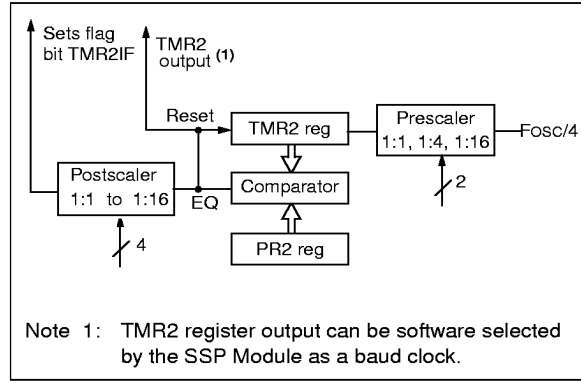 Sets flag
bit TMR2IF
TMR2
output (1)
Reset
TMR2 reg
Prescaler
1:1, 1:4, 1:16
Fosc/4
2
Postscaler
1:1 to 1:16
EQ
Comparator
4
PR2 reg
Note 1: TMR2 register output can be software selected
by the SSP Module as a baud clock.